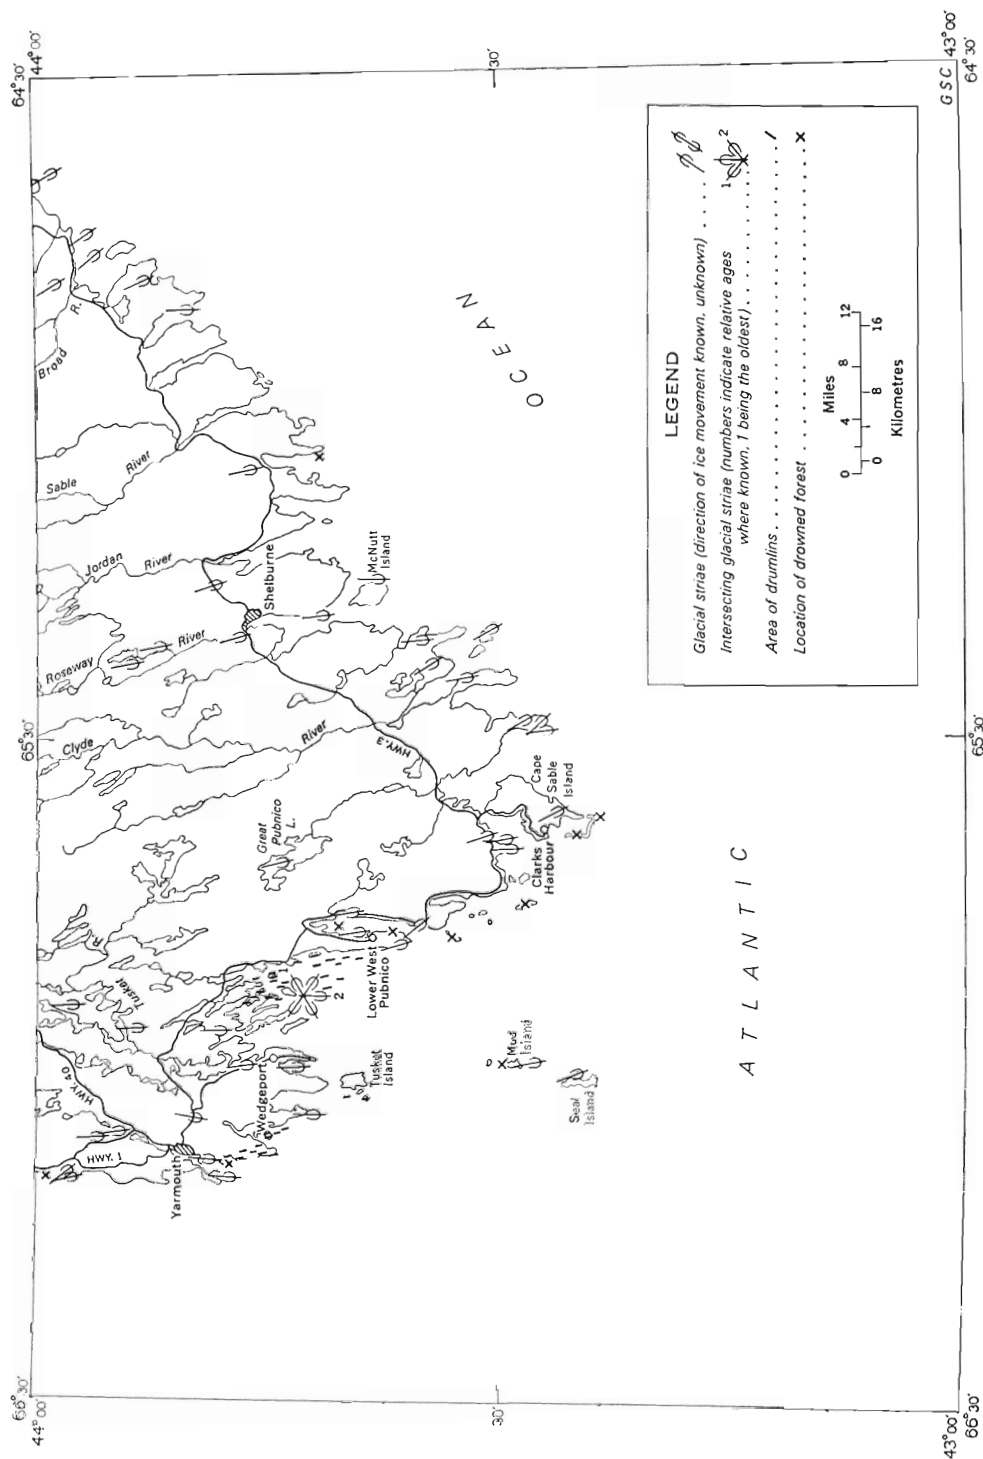 66°30'
44°00'
65°30'
64°30'
44°00'
HWY. 40
HWY. 1
Yarmouth
Wedgeport
Tusket
R.
Tusket
Island
Lower West
Pubnico
1
2
Great
Pubnico
L.
Clyde
River
Roseway
River
Jordan
River
Sable
River
Broad
R.
Shelburne
McNutt
Island
HWY. 3
Cape
Sable
Island
Clarks
Harbour
Mud
Island
Seal
Island
30'
30'
ATLANTIC
OCEAN
LEGEND
Glacial striae (direction of ice movement known, unknown) . . . .
Intersecting glacial striae (numbers indicate relative ages
where known, 1 being the oldest) . . . . . . . . . .
1 2
Area of drumlins . . . . . . . . . . . . . . . . . . . . . . . . . . . . . . . .
Location of drowned forest . . . . . . . . . . . . . . . . . . . . . . . . x
Miles
0 4 8 12
0 8 16
Kilometres
43°00'
66°30'
65°30'
GSC
43°00'
64°30'